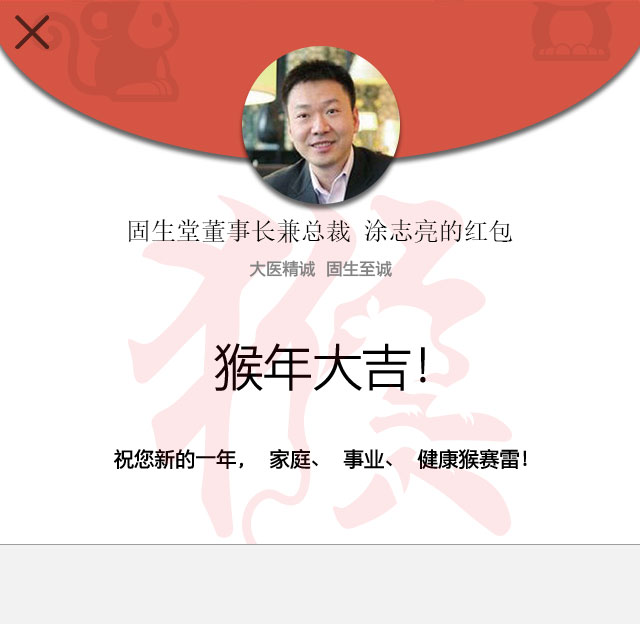 固生堂董事长兼总裁 涂志亮的红包
大医精诚 固生至诚
猴年大吉!
祝您新的一年, 家庭、 事业、 健康猴赛雷!
猴